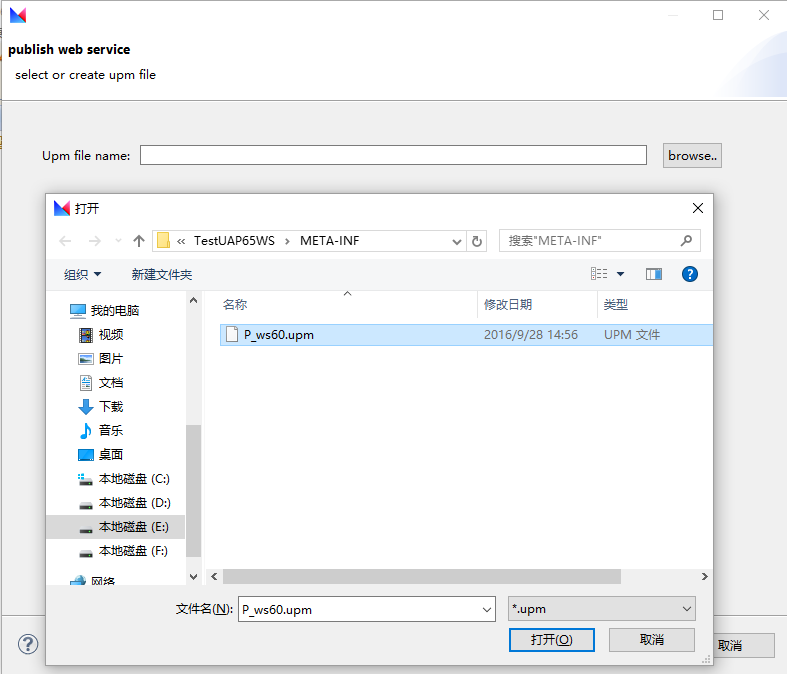 publish web service
select or create upm file
Upm file name:
browse..
打开
« TestUAP65WS › META-INF
搜索"META-INF"
组织
新建文件夹
?
名称
修改日期
类型
P_ws60.upm
2016/9/28 14:56
UPM 文件
我的电脑
视频
图片
文档
下载
音乐
桌面
本地磁盘 (C:)
本地磁盘 (D:)
本地磁盘 (E:)
本地磁盘 (F:)
网络
文件名(N):
P_ws60.upm
*.upm
打开(O)
取消
?
取消